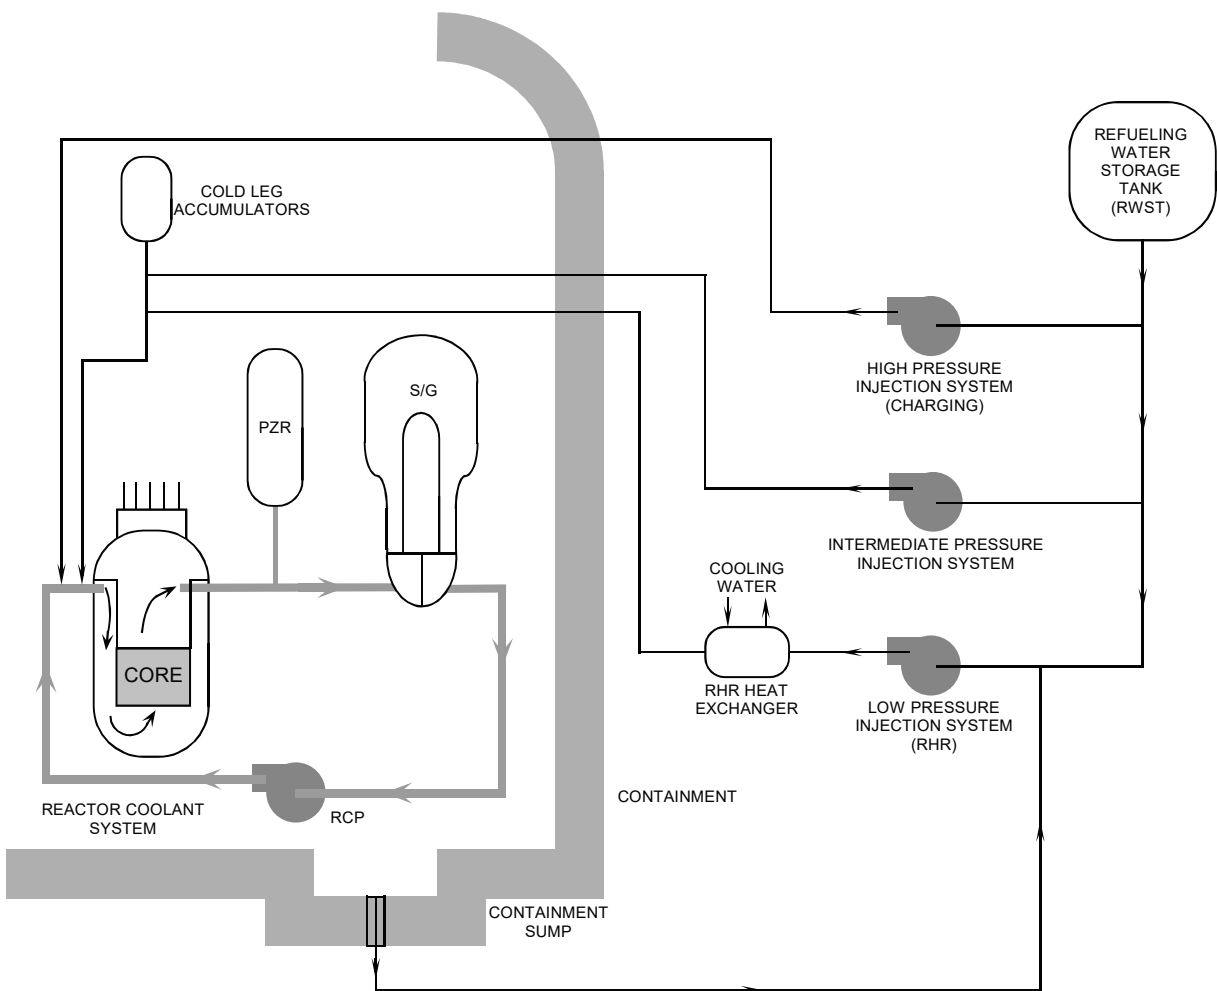 REFUELING
WATER
STORAGE
TANK
(RWST)
COLD LEG
ACCUMULATORS
HIGH PRESSURE
INJECTION SYSTEM
(CHARGING)
S/G
PZR
INTERMEDIATE PRESSURE
INJECTION SYSTEM
COOLING
WATER
CORE
RHR HEAT
EXCHANGER
LOW PRESSURE
INJECTION SYSTEM
(RHR)
CONTAINMENT
REACTOR COOLANT
SYSTEM
RCP
CONTAINMENT
SUMP